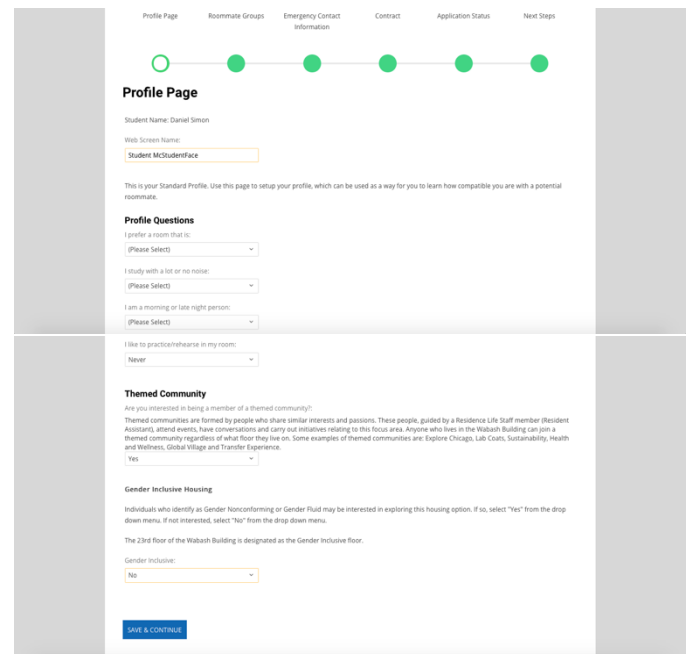 Profile Page Roommate Groups Emergency Contact Information Contract Application Status Next Steps
Profile Page
Student Name: Daniel Simon
Web Screen Name:
Student McStudentFace
This is your Standard Profile. Use this page to setup your profile, which can be used as a way for you to learn how compatible you are with a potential
roommate.
Profile Questions
I prefer a room that is:
(Please Select)
I study with a lot or no noise:
(Please Select)
I am a morning or late night person:
(Please Select)
I like to practice/rehearse in my room:
Never
Themed Community
Are you interested in being a member of a themed community?:
Themed communities are formed by people who share similar interests and passions. These people, guided by a Residence Life Staff member (Resident
Assistant), attend events, have conversations and carry out initiatives relating to this focus area. Anyone who lives in the Wabash Building can join a
themed community regardless of what floor they live on. Some examples of themed communities are: Explore Chicago, Lab Coats, Sustainability, Health
and Wellness, Global Village and Transfer Experience.
Yes
Gender Inclusive Housing
Individuals who identify as Gender Nonconforming or Gender Fluid may be interested in exploring this housing option. If so, select "Yes" from the drop
down menu. If not interested, select "No" from the drop down menu.
The 23rd floor of the Wabash Building is designated as the Gender Inclusive floor.
Gender Inclusive:
No
SAVE & CONTINUE